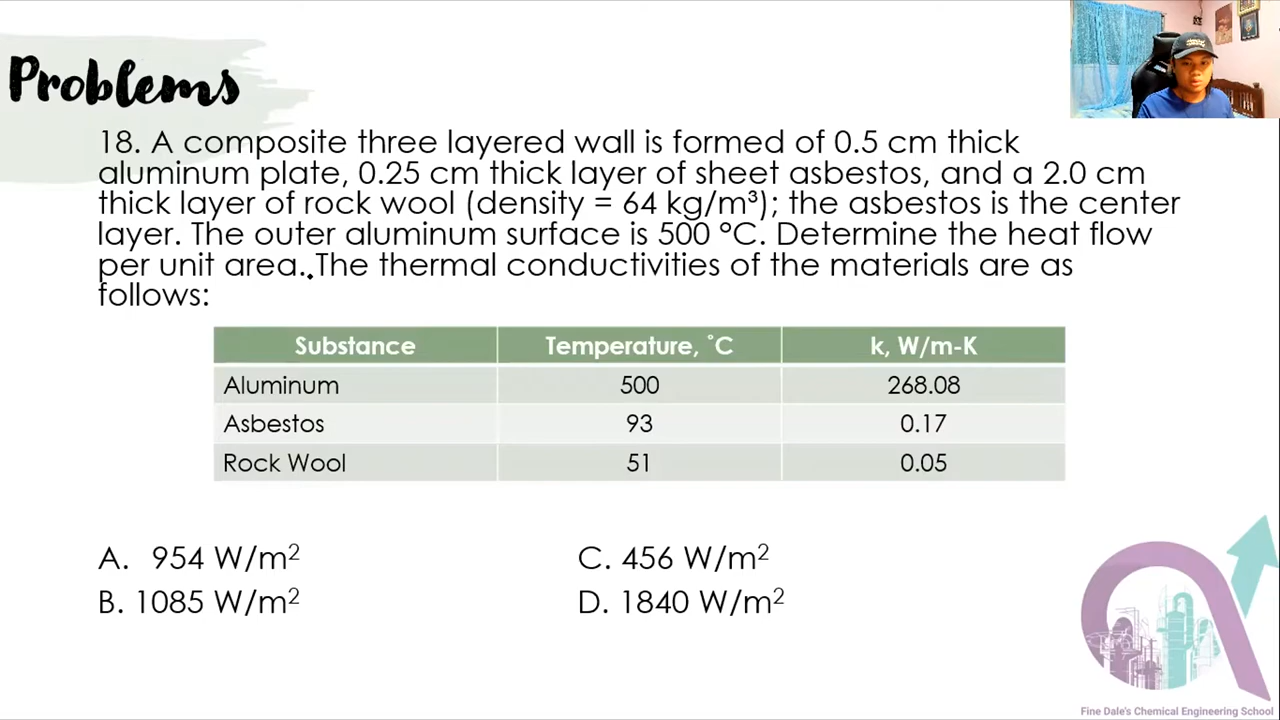 Problems
18. A composite three layered wall is formed of 0.5 cm thick
aluminum plate, 0.25 cm thick layer of sheet asbestos, and a 2.0 cm
thick layer of rock wool (density = 64 kg/m³); the asbestos is the center
layer. The outer aluminum surface is 500 °C. Determine the heat flow
per unit area. The thermal conductivities of the materials are as
follows:
Substance Temperature, °C k, W/m-K
Aluminum 500 268.08
Asbestos 93 0.17
Rock Wool 51 0.05
A. 954 W/m² C. 456 W/m²
B. 1085 W/m² D. 1840 W/m²
Fine Dale's Chemical Engineering School